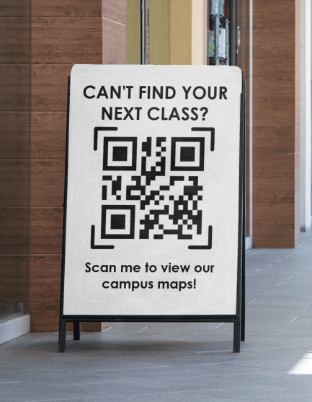 CAN'T FIND YOUR
NEXT CLASS?
Scan me to view our
campus maps!